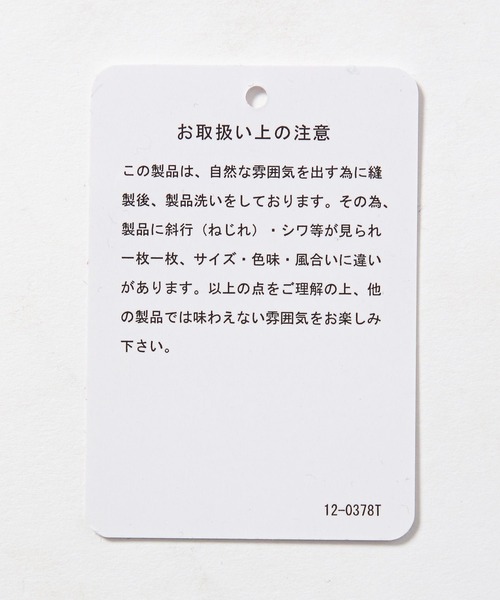 お取扱い上の注意
この製品は、自然な雰囲気を出す為に縫
製後、製品洗いをしております。その為、
製品に斜行（ねじれ）・シワ等が見られ
一枚一枚、サイズ・色味・風合いに違い
があります。以上の点をご理解の上、他
の製品では味わえない雰囲気をお楽しみ
下さい。
12-0378T